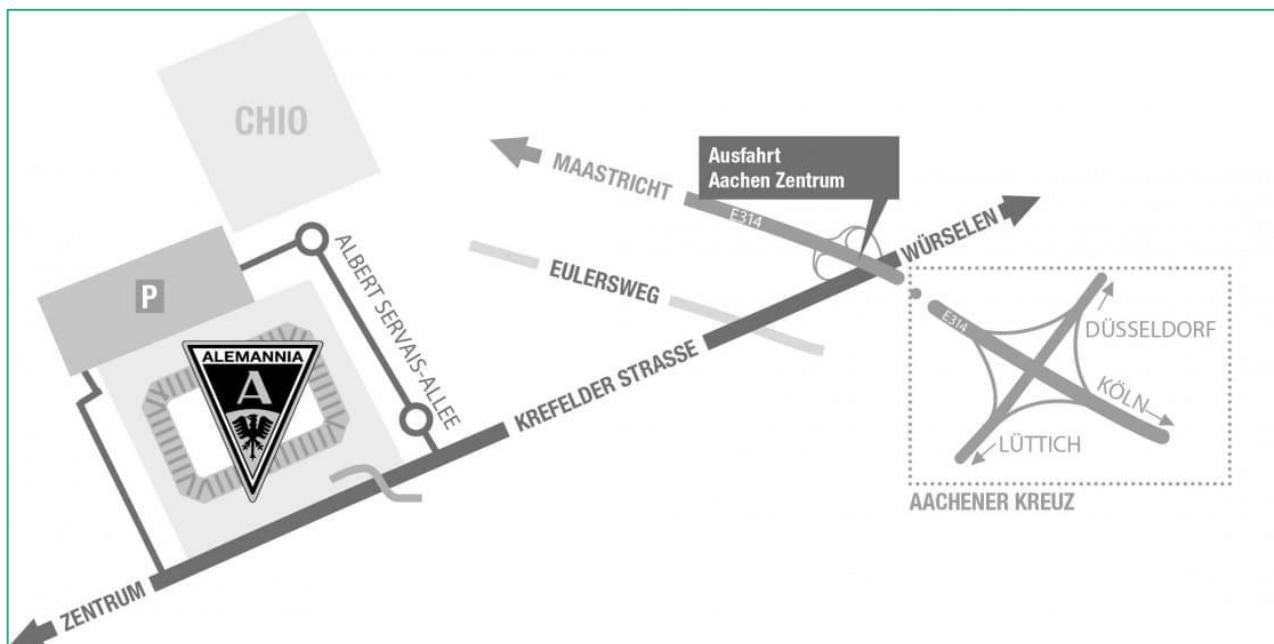 CHIO
MAASTRICHT
Ausfahrt
Aachen Zentrum
E314
WÜRSELEN
EULERSWEG
P
ALBERT SERVAIS-ALLEE
ALEMANNIA
A
KREFELDER STRASSE
E314
DÜSSELDORF
KÖLN
LÜTTICH
AACHENER KREUZ
ZENTRUM